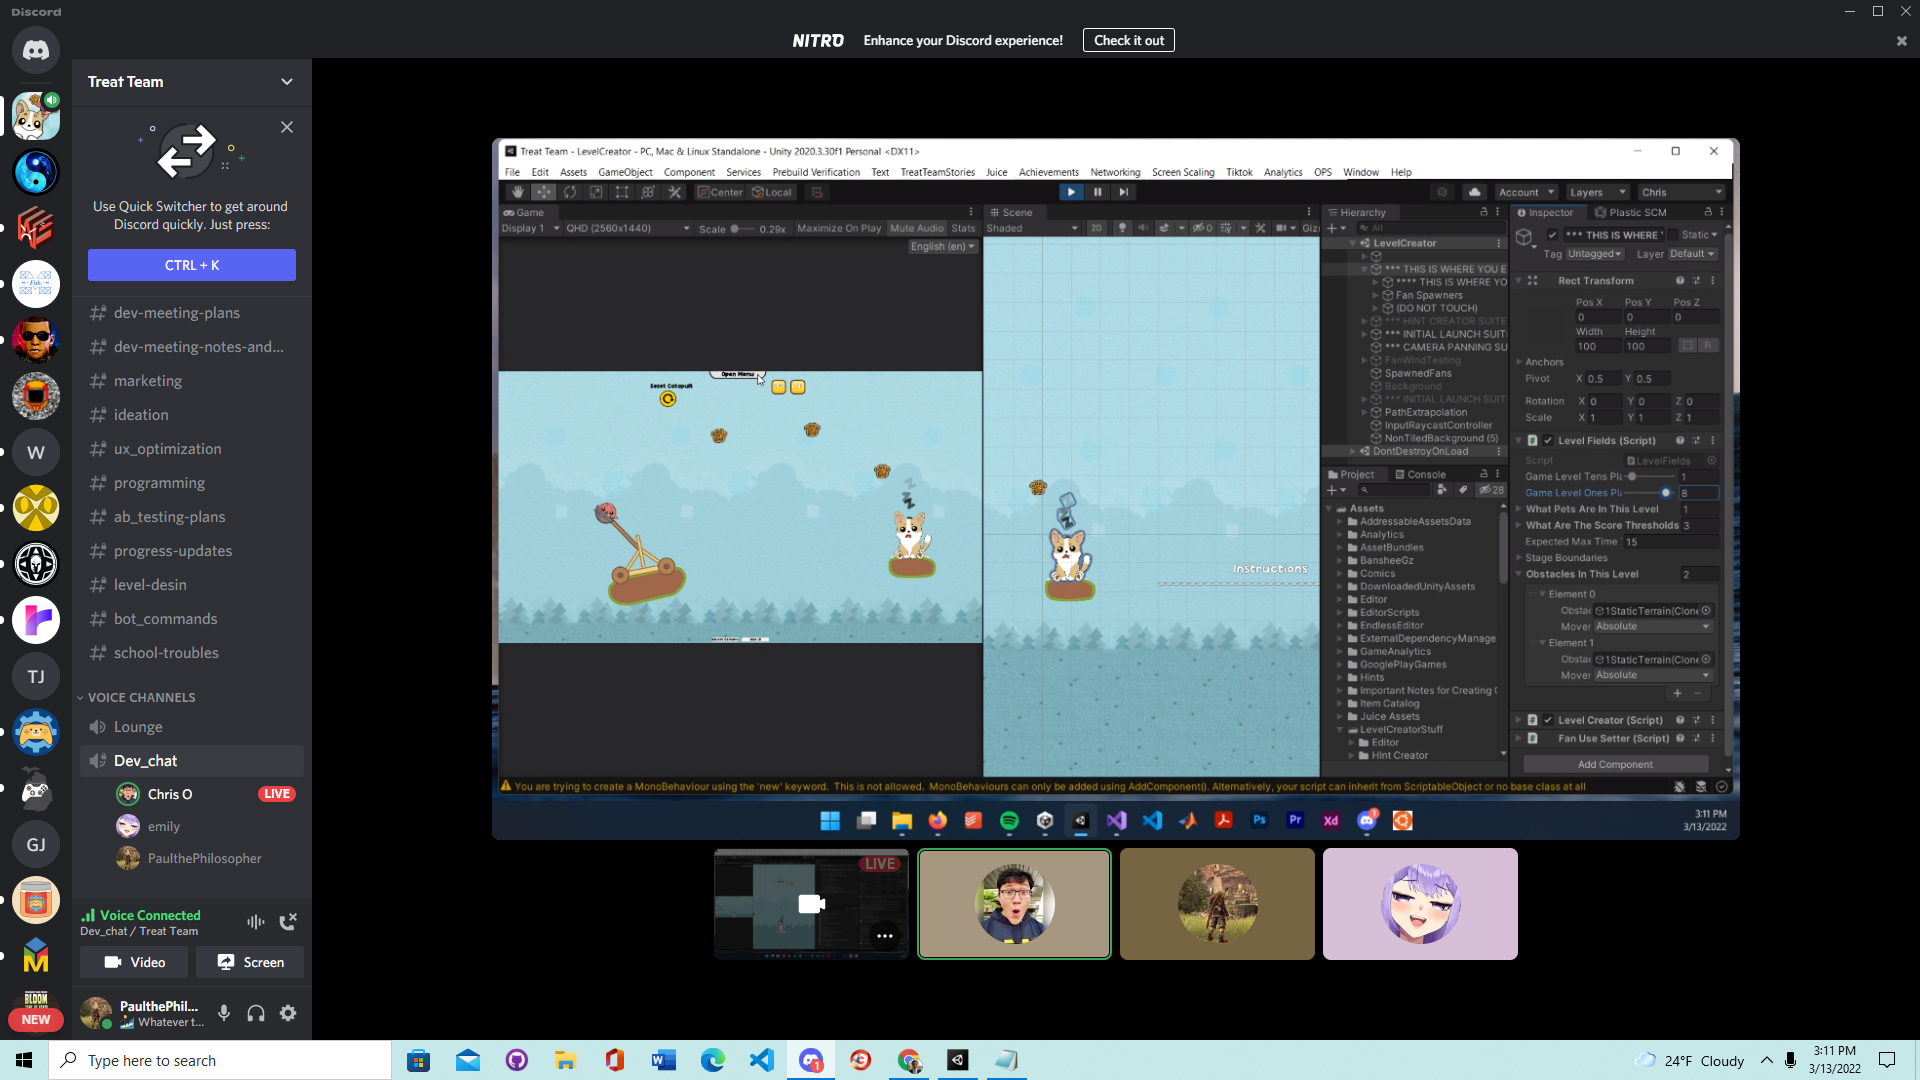 Discord
NITRO Enhance your Discord experience! Check it out
Treat Team
Use Quick Switcher to get around
Discord quickly. Just press:
CTRL + K
dev-meeting-plans
dev-meeting-notes-and...
marketing
ideation
ux_optimization
programming
ab_testing-plans
progress-updates
level-desin
bot_commands
school-troubles
VOICE CHANNELS
Lounge
Dev_chat
Chris O LIVE
emily
PaulthePhilosopher
Voice Connected
Dev_chat / Treat Team
Video Screen
PaulthePhil...
Whatever t...
W
TJ
GJ
BLOOM
NEW
Treat Team - LevelCreator - PC, Mac & Linux Standalone - Unity 2020.3.30f1 Personal <DX11>
File Edit Assets GameObject Component Services Prebuild Verification Text TreatTeamStories Juice Achievements Networking Screen Scaling Tiktok Analytics OPS Window Help
Center Local Account Layers Chris
Game
Display 1 QHD (2560x1440) Scale 0.29x Maximize On Play Mute Audio Stats
English (en)
Open Menu
Reset Catapult
Scene
Shaded 2D 0 Giz
Instructions
Hierarchy
All
LevelCreator
*** THIS IS WHERE YOU E
**** THIS IS WHERE YO
Fan Spawners
(DO NOT TOUCH)
*** HINT CREATOR SUITE
*** INITIAL LAUNCH SUIT
*** CAMERA PANNING SU
FanWindTesting
SpawnedFans
Background
*** INITIAL LAUNCH SUIT
PathExtrapolation
InputRaycastController
NonTiledBackground (5)
DontDestroyOnLoad
Project Console
28
Assets
AddressableAssetsData
Analytics
AssetBundles
BansheeGz
Comics
DownloadedUnityAssets
Editor
EditorScripts
EndlessEditor
ExternalDependencyManage
GameAnalytics
GooglePlayGames
Hints
Important Notes for Creating (
Item Catalog
Juice Assets
LevelCreatorStuff
Editor
Hint Creator
Inspector Plastic SCM
*** THIS IS WHERE Y Static
Tag Untagged Layer Default
Rect Transform
Pos X Pos Y Pos Z
0 0 0
Width Height
100 100 R
Anchors
Pivot X 0.5 Y 0.5
Rotation X 0 Y 0 Z 0
Scale X 1 Y 1 Z 1
Level Fields (Script)
Script LevelFields
Game Level Tens Pl 1
Game Level Ones Pl 8
What Pets Are In This Level 1
What Are The Score Thresholds 3
Expected Max Time 15
Stage Boundaries
Obstacles In This Level 2
Element 0
Obstac 1StaticTerrain(Clone
Mover Absolute
Element 1
Obstac 1StaticTerrain(Clone
Mover Absolute
Level Creator (Script)
Fan Use Setter (Script)
Add Component
You are trying to create a MonoBehaviour using the 'new' keyword. This is not allowed. MonoBehaviours can only be added using AddComponent(). Alternatively, your script can inherit from ScriptableObject or no base class at all
Ps Pr Xd 1
3:11 PM
3/13/2022
LIVE
Type here to search
1
24°F Cloudy
3:11 PM
3/13/2022